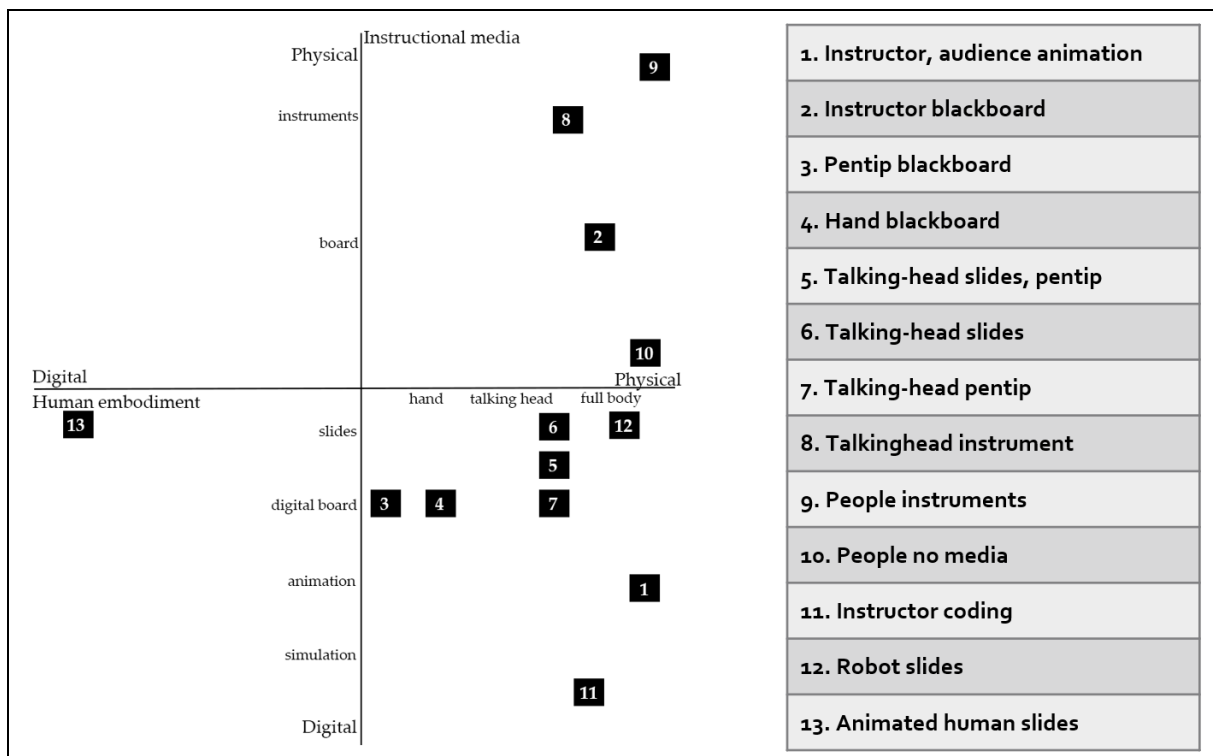 Instructional media
Physical
9
instruments
8
board
2
10
Digital
Physical
Human embodiment
hand
talking head
full body
13
slides
6
12
5
digital board
3
4
7
animation
1
simulation
11
Digital
1. Instructor, audience animation
2. Instructor blackboard
3. Pentip blackboard
4. Hand blackboard
5. Talking-head slides, pentip
6. Talking-head slides
7. Talking-head pentip
8. Talkinghead instrument
9. People instruments
10. People no media
11. Instructor coding
12. Robot slides
13. Animated human slides